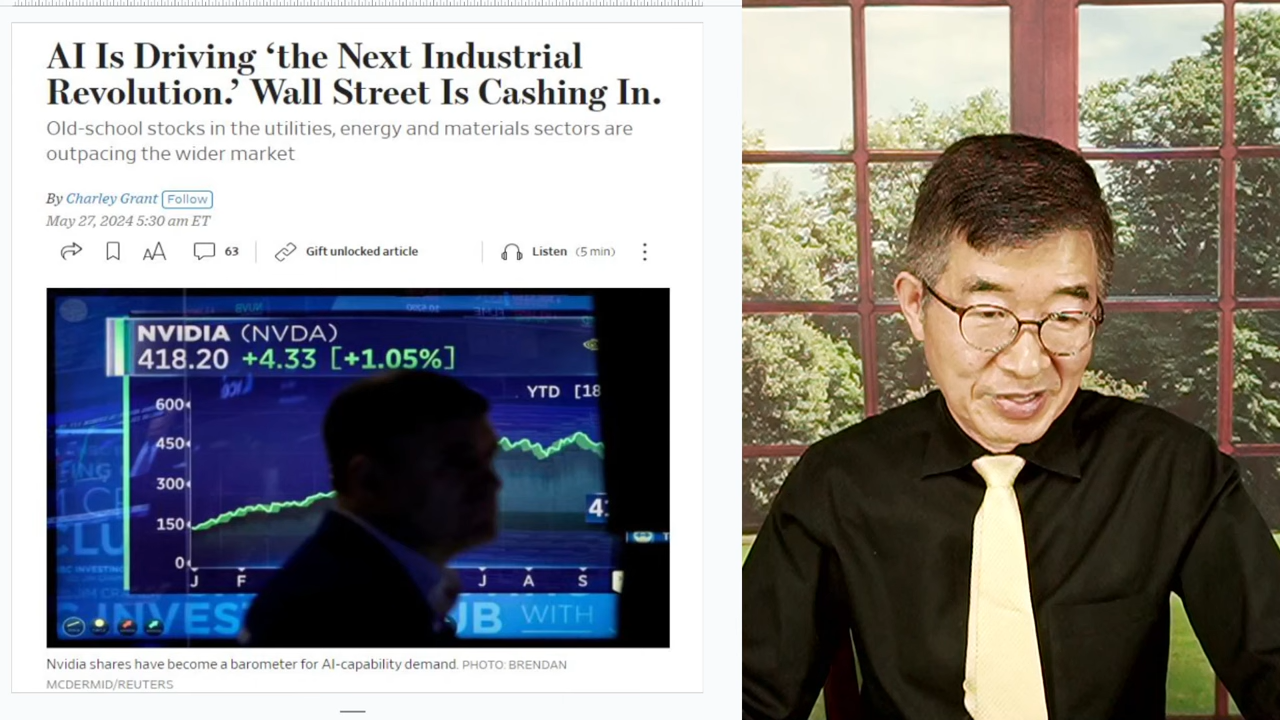 AI Is Driving ‘the Next Industrial
Revolution.’ Wall Street Is Cashing In.
Old-school stocks in the utilities, energy and materials sectors are
outpacing the wider market
By Charley Grant Follow
May 27, 2024 5:30 am ET
63 Gift unlocked article Listen (5 min)
NVIDIA (NVDA)
418.20 +4.33 [+1.05%]
YTD [18
600
450
300
150
0
J F J A S
INVEST UB WITH
Nvidia shares have become a barometer for AI-capability demand. PHOTO: BRENDAN
MCDERMID/REUTERS